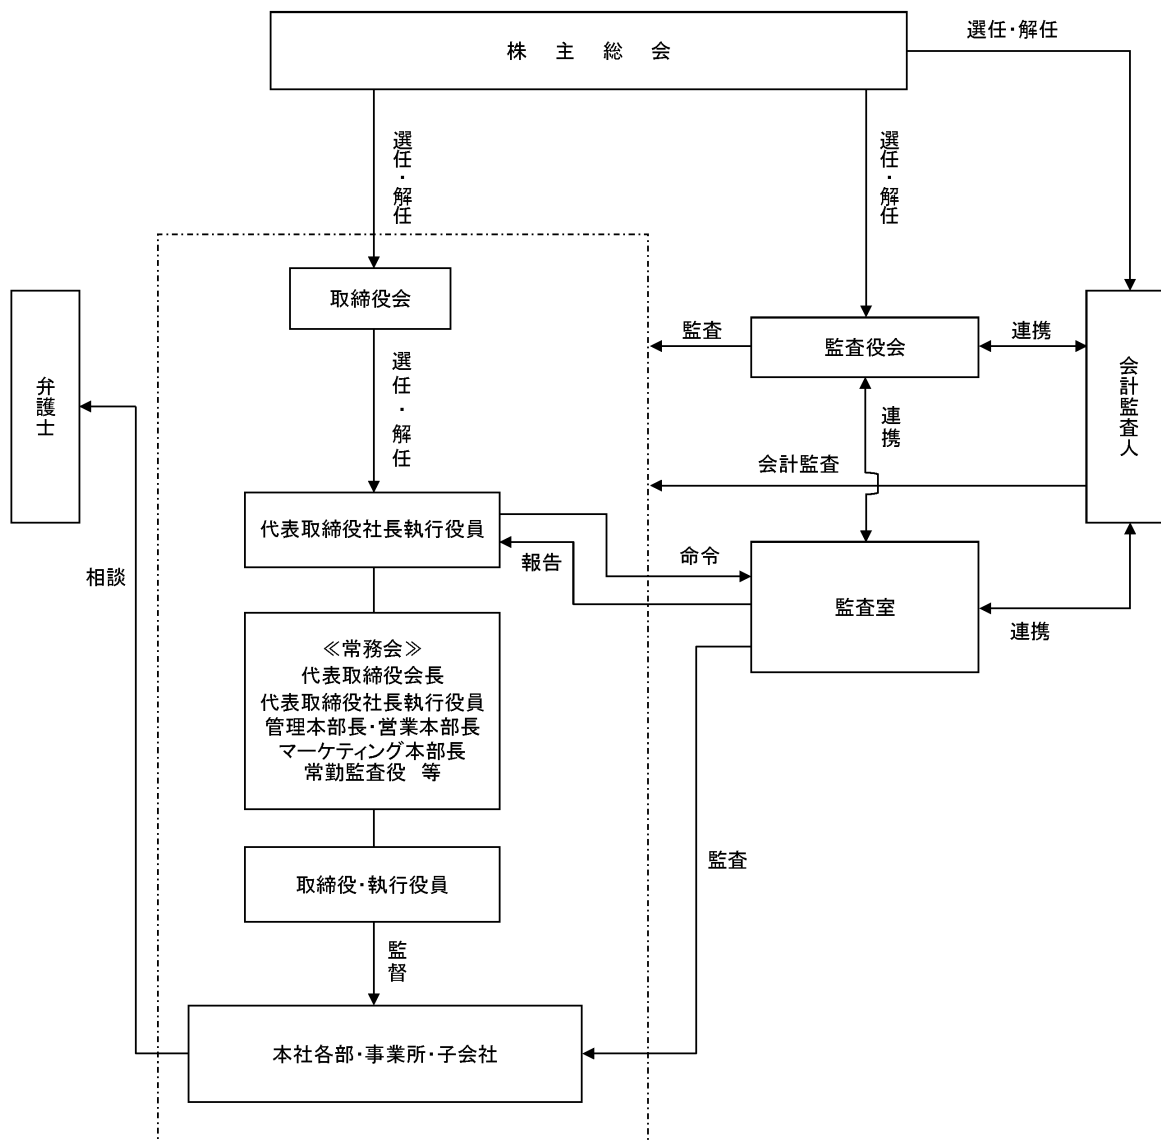 株主総会
選任・解任
選任・解任
選任・解任
取締役会
監査
監査役会
連携
会計監査人
弁護士
選任・解任
連携
会計監査
代表取締役社長執行役員
報告
命令
監査室
連携
相談
≪常務会≫
代表取締役会長
代表取締役社長執行役員
管理本部長・営業本部長
マーケティング本部長
常勤監査役 等
監査
取締役・執行役員
監督
本社各部・事業所・子会社